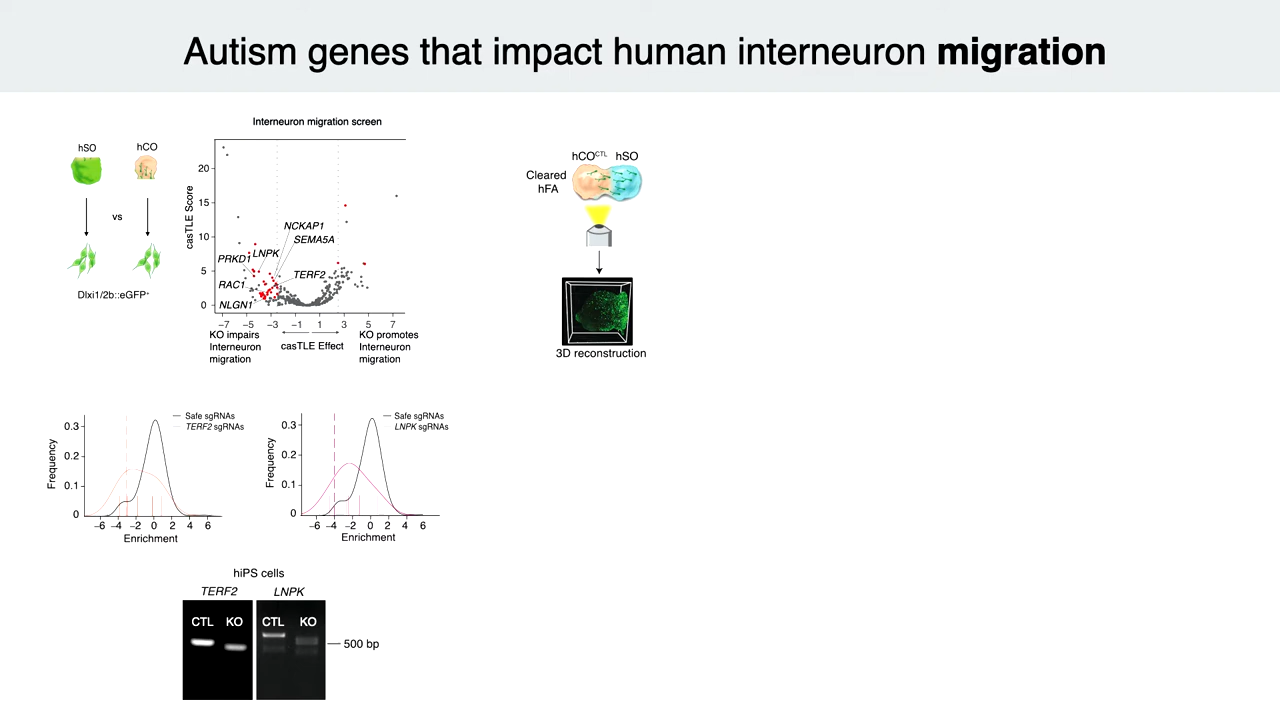 Autism genes that impact human interneuron migration
hSO
hCO
vs
Dlxi1/2b::eGFP+
Interneuron migration screen
casTLE Score
20
15
10
5
0
NCKAP1
SEMA5A
PRKD1
LNPK
TERF2
RAC1
NLGN1
−7 −5 −3 −1 1 3 5 7
KO impairs
Interneuron
migration
casTLE Effect
KO promotes
Interneuron
migration
hCOCTL hSO
Cleared
hFA
3D reconstruction
Frequency
0.3
0.2
0.1
0
Safe sgRNAs
TERF2 sgRNAs
−6 −4 −2 0 2 4 6
Enrichment
Frequency
0.3
0.2
0.1
0
Safe sgRNAs
LNPK sgRNAs
−6 −4 −2 0 2 4 6
Enrichment
hiPS cells
TERF2 LNPK
CTL KO CTL KO
500 bp